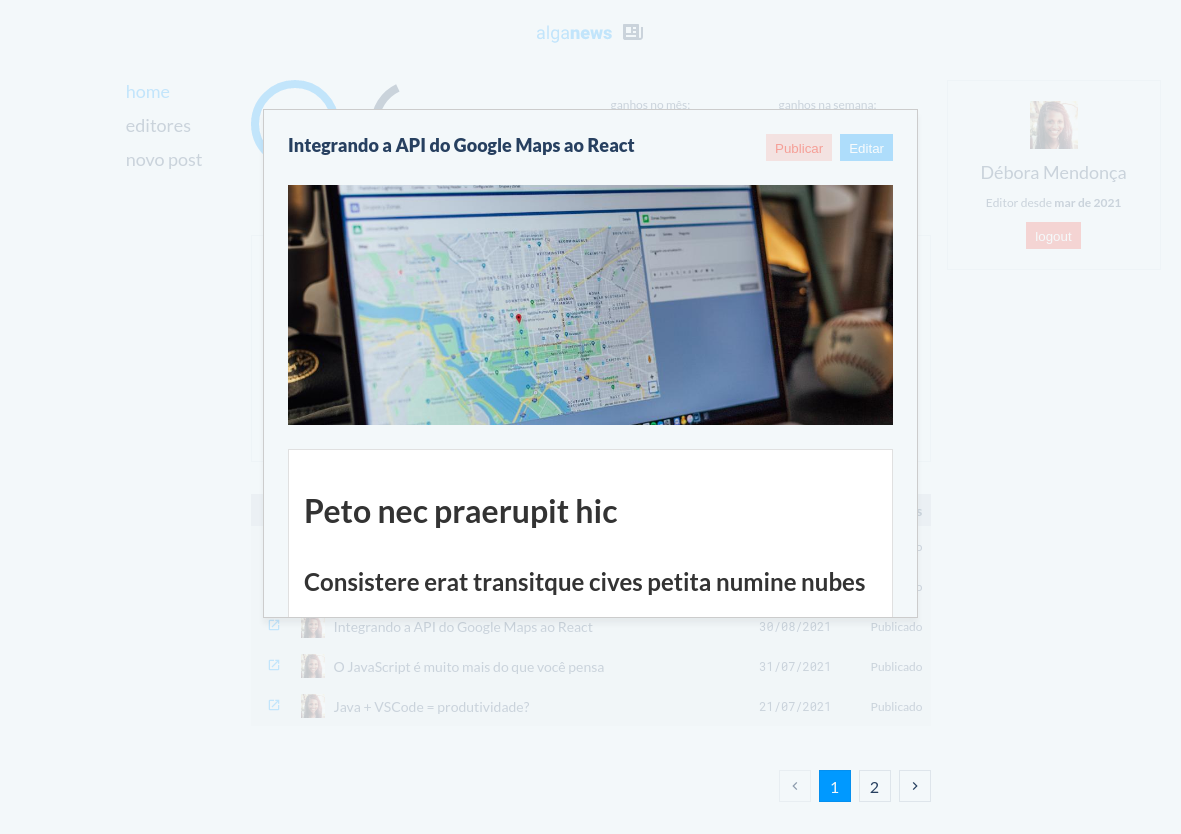 alganews
home
editores
novo post
ganhos no mês:
ganhos na semana:
Débora Mendonça
Editor desde mar de 2021
logout
Integrando a API do Google Maps ao React
Publicar
Editar
Washington
Peto nec praerupit hic
Consistere erat transitque cives petita numine nubes
Integrando a API do Google Maps ao React 30/08/2021 Publicado
O JavaScript é muito mais do que você pensa 31/07/2021 Publicado
Java + VSCode = produtividade? 21/07/2021 Publicado
1 2